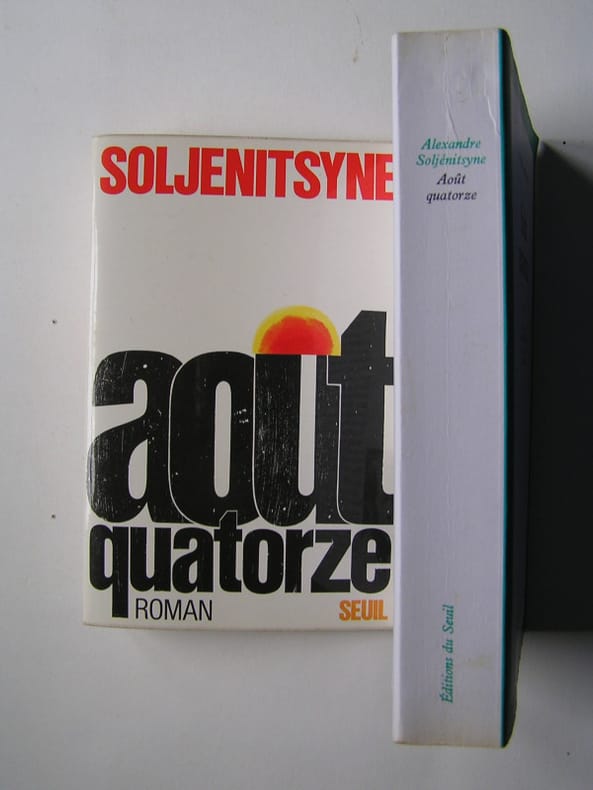 SOLJENITSYNE
août
quatorze
ROMAN
SEUIL
Alexandre
Soljénitsyne
Août
quatorze
Éditions du Seuil